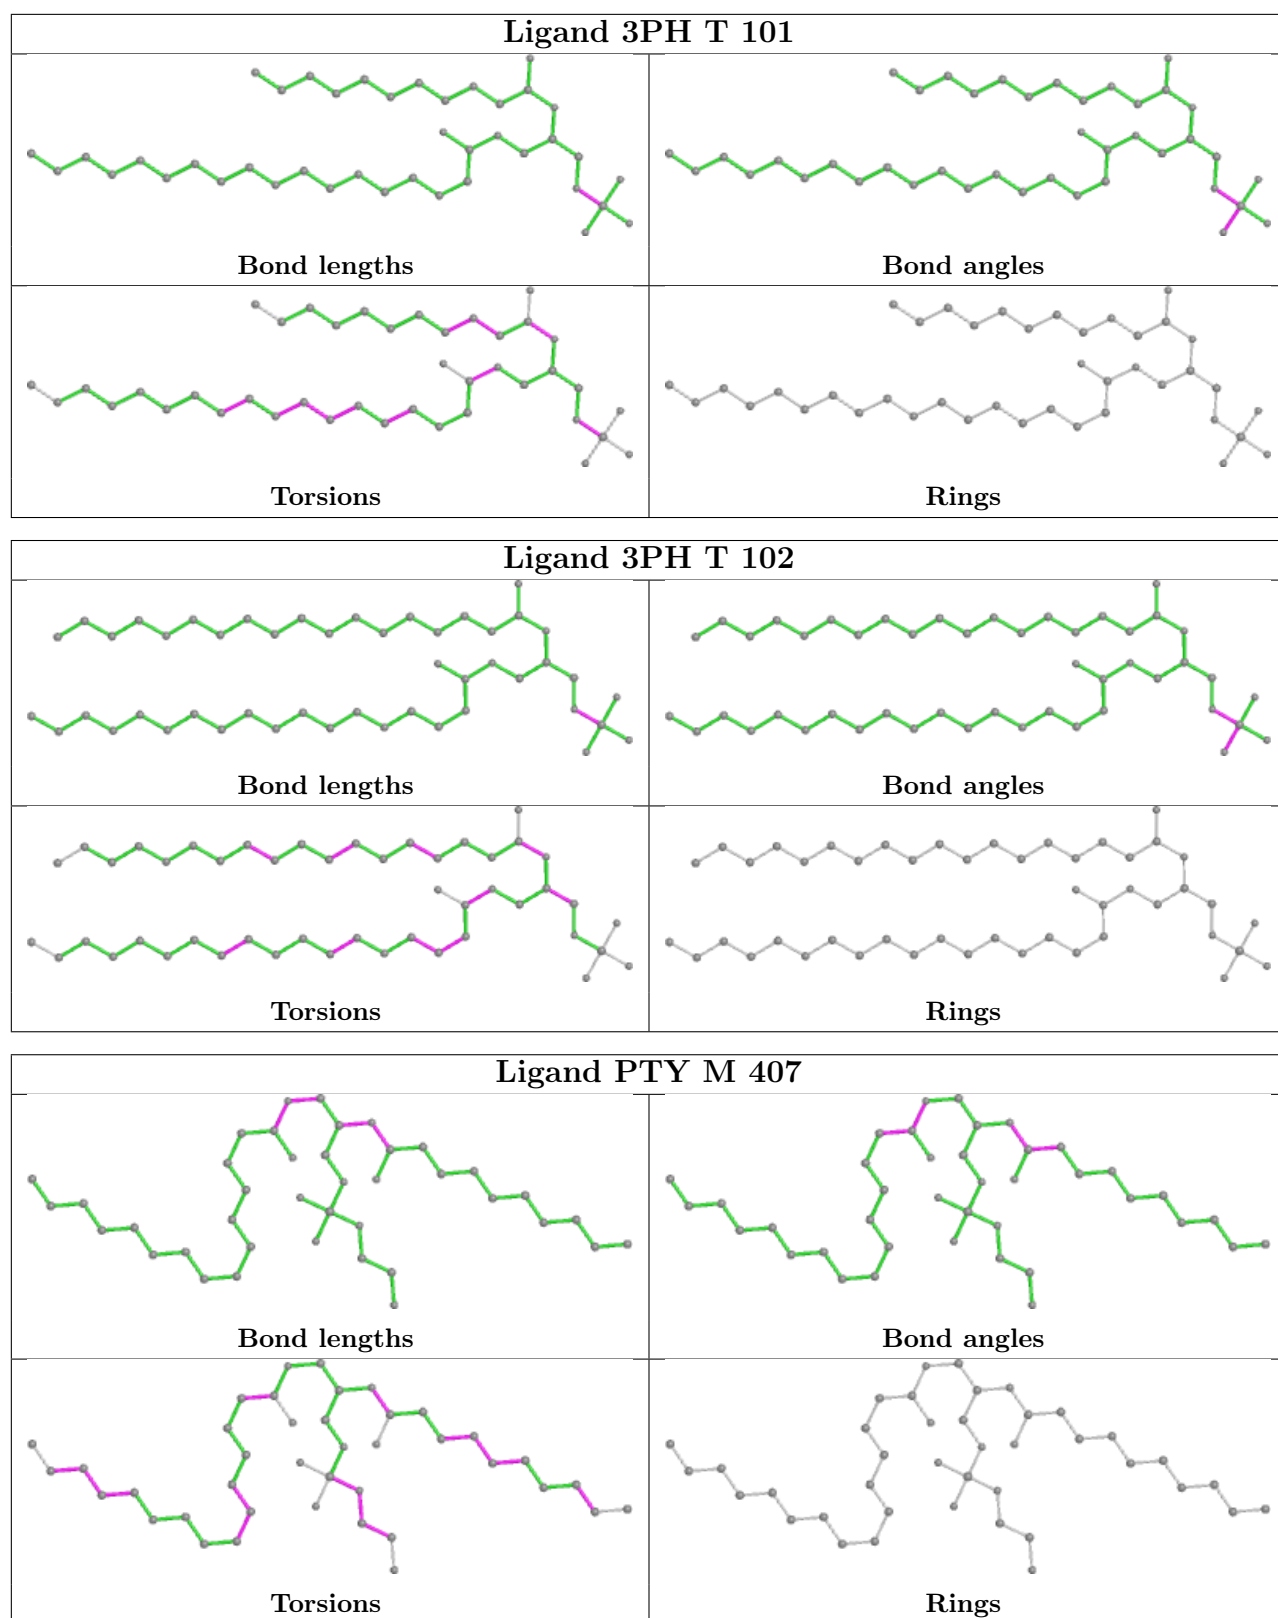 Ligand 3PH T 101
Bond lengths
Bond angles
Torsions
Rings
Ligand 3PH T 102
Bond lengths
Bond angles
Torsions
Rings
Ligand PTY M 407
Bond lengths
Bond angles
Torsions
Rings